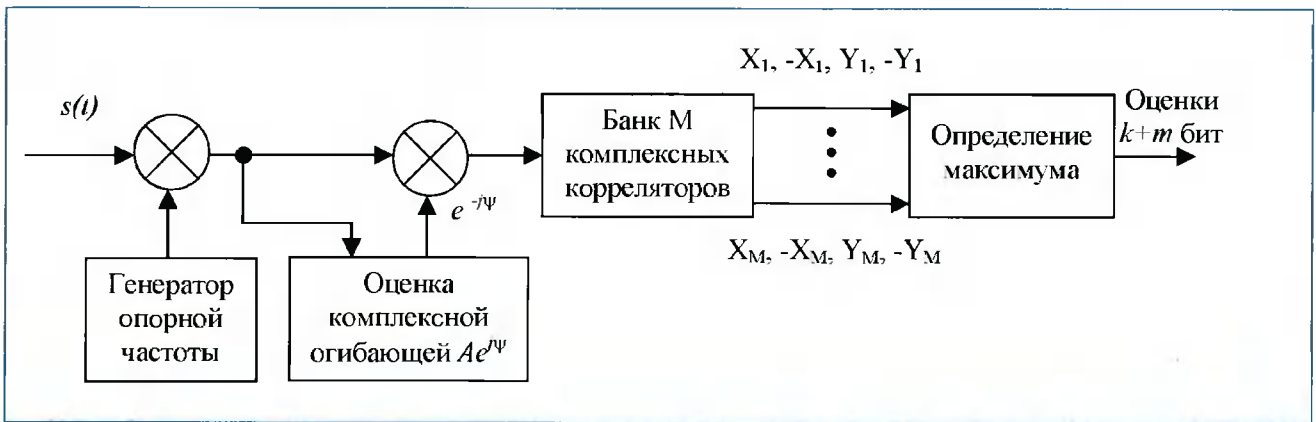 X₁, -X₁, Y₁, -Y₁
s(t)
Банк М
комплексных
корреляторов
Определение
максимума
Оценки
k+m бит
e^{-jψ}
X_M, -X_M, Y_M, -Y_M
Генератор
опорной
частоты
Оценка
комплексной
огибающей Ae^{jψ}